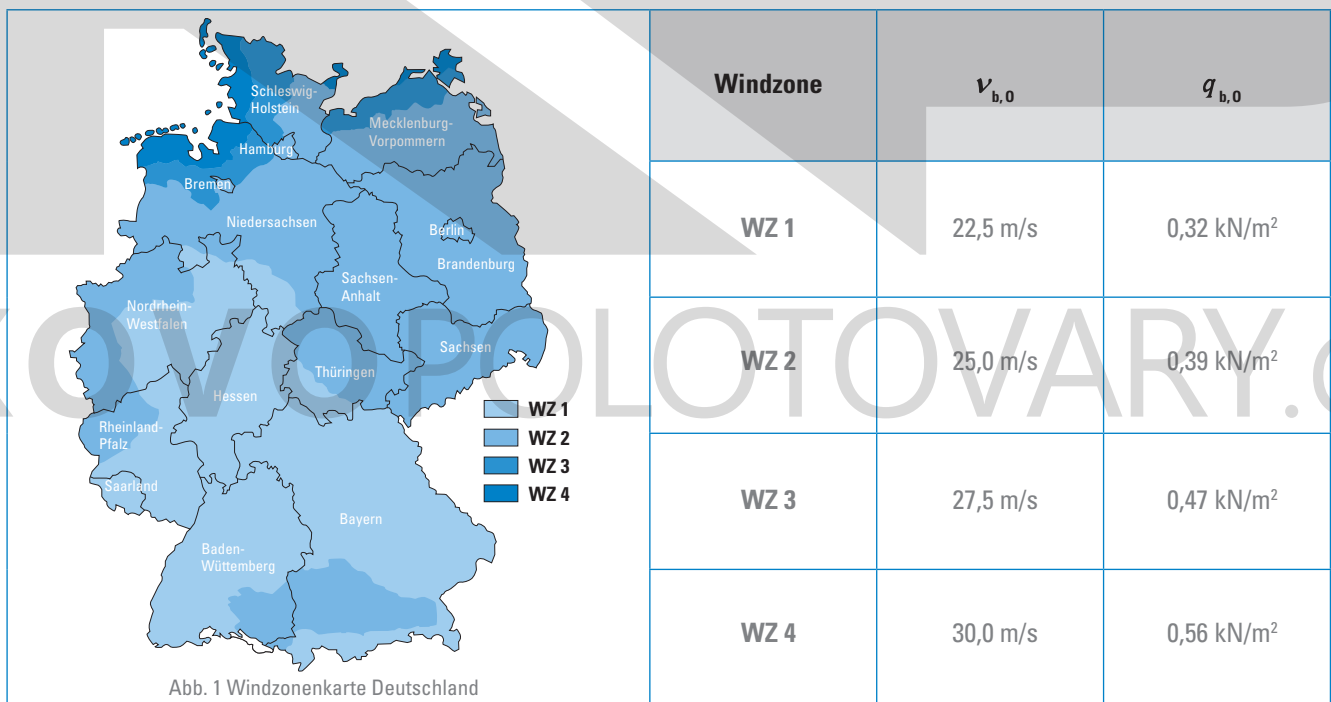 Schleswig-
Holstein
Mecklenburg-
Vorpommern
Hamburg
Bremen
Niedersachsen
Berlin
Brandenburg
Sachsen-
Anhalt
Nordrhein-
Westfalen
Sachsen
Thüringen
Hessen
Rheinland-
Pfalz
Saarland
Bayern
Baden-
Wüttemberg
WZ 1
WZ 2
WZ 3
WZ 4
Abb. 1 Windzonenkarte Deutschland
Windzone ν b, 0 q b, 0
WZ 1 22,5 m/s 0,32 kN/m²
WZ 2 25,0 m/s 0,39 kN/m²
WZ 3 27,5 m/s 0,47 kN/m²
WZ 4 30,0 m/s 0,56 kN/m²
KOVOPOLOTOVARY.